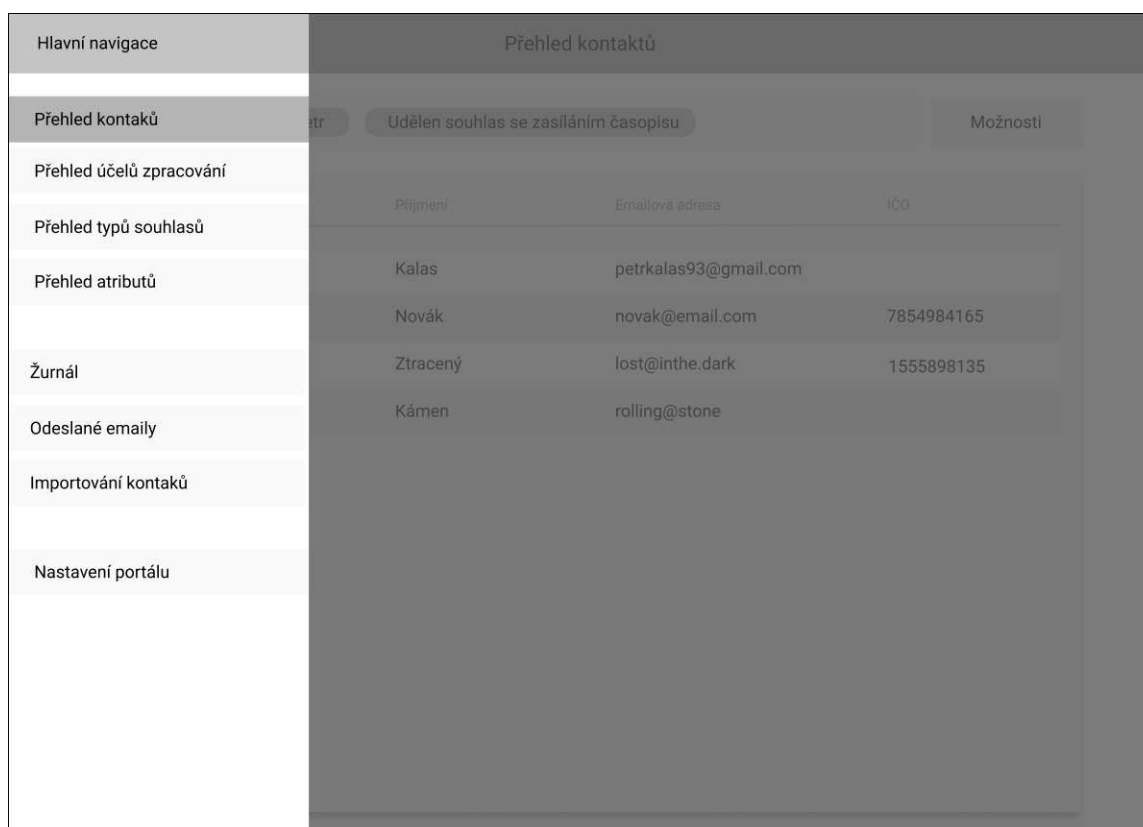 Hlavní navigace
Přehled kontaktů
Přehled kontaků
Přehled účelů zpracování
Přehled typů souhlasů
Přehled atributů
Žurnál
Odeslané emaily
Importování kontaků
Nastavení portálu
etr
Udělen souhlas se zasíláním časopisu
Možnosti
Příjmení Emailová adresa IČO
Kalas petrkalas93@gmail.com
Novák novak@email.com 7854984165
Ztracený lost@inthe.dark 1555898135
Kámen rolling@stone